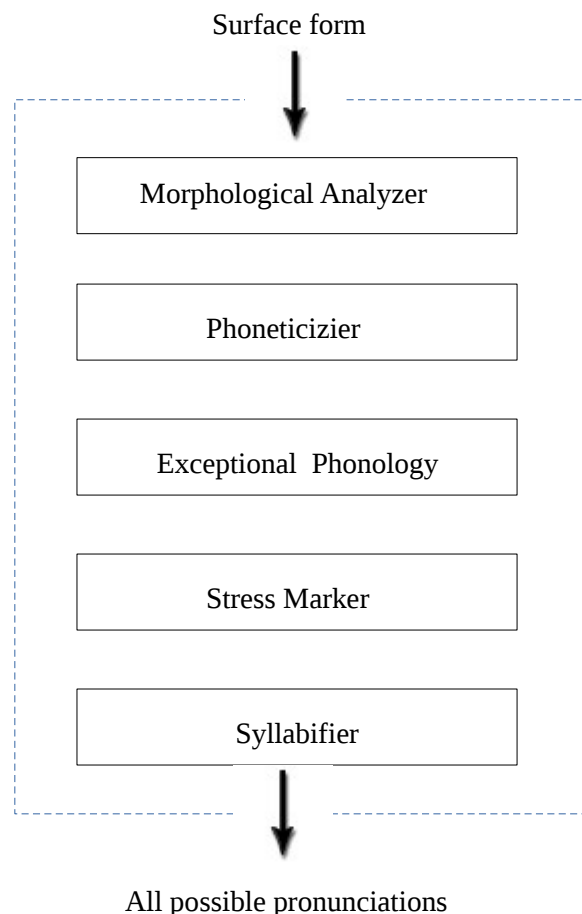 Surface form
Morphological Analyzer
Phoneticizier
Exceptional Phonology
Stress Marker
Syllabifier
All possible pronunciations